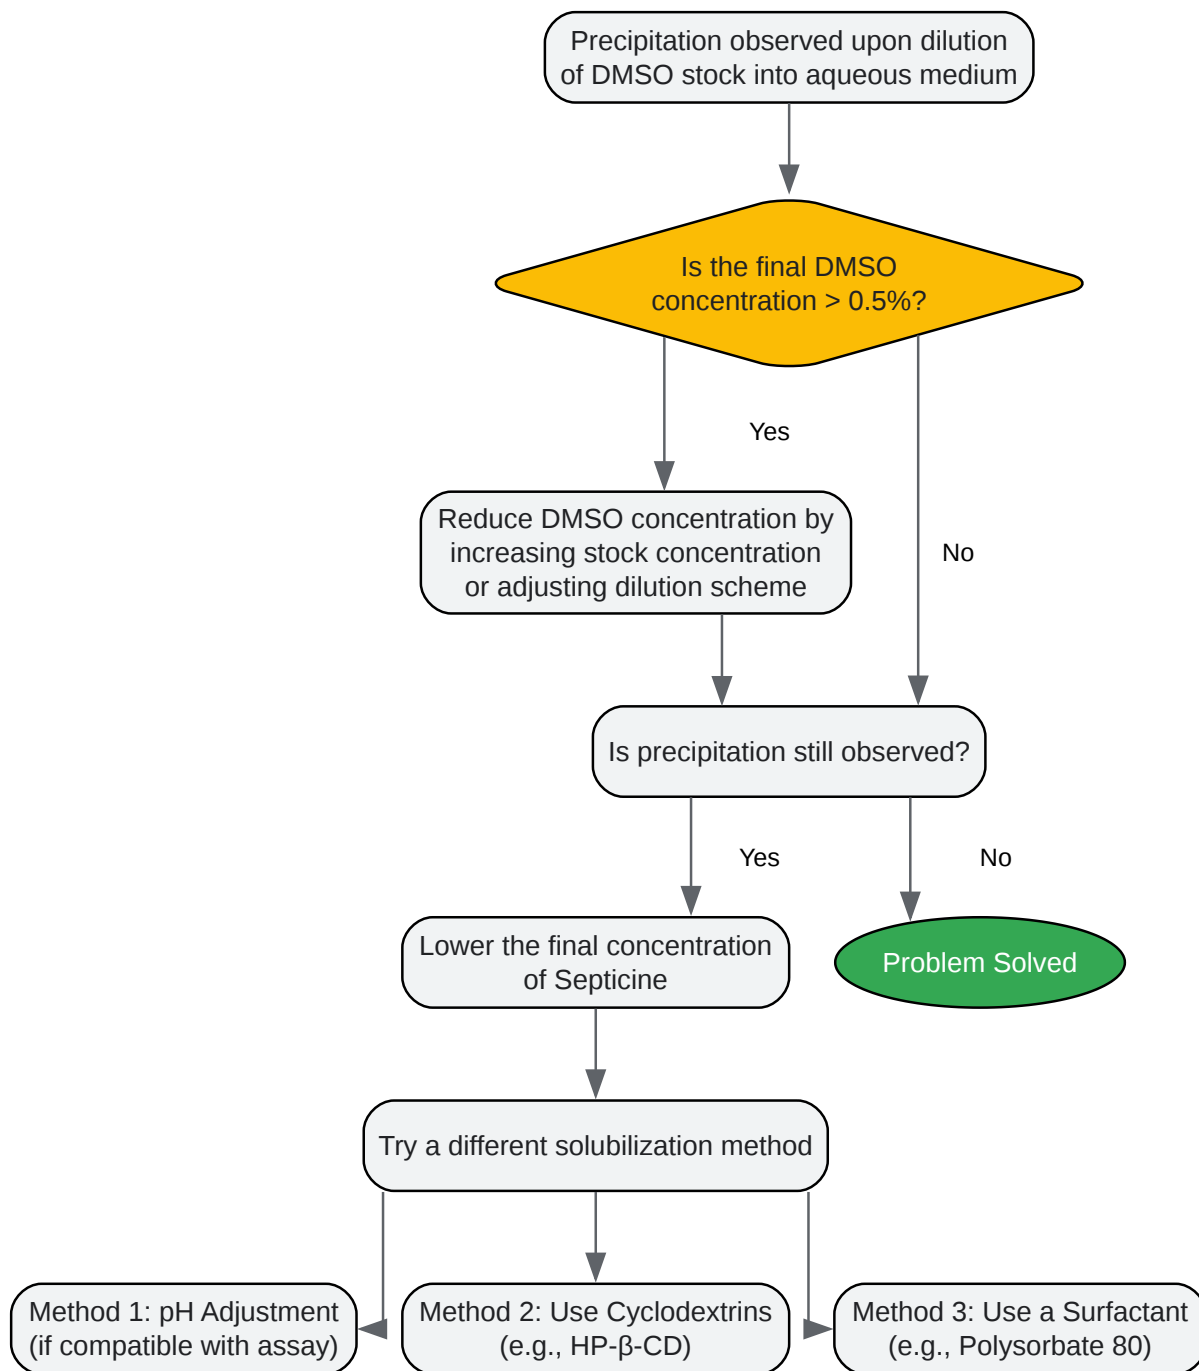 Precipitation observed upon dilution
of DMSO stock into aqueous medium
Is the final DMSO
concentration > 0.5%?
Yes
Reduce DMSO concentration by
increasing stock concentration
or adjusting dilution scheme
No
Is precipitation still observed?
Yes
No
Lower the final concentration
of Septicine
Problem Solved
Try a different solubilization method
Method 1: pH Adjustment
(if compatible with assay)
Method 2: Use Cyclodextrins
(e.g., HP-β-CD)
Method 3: Use a Surfactant
(e.g., Polysorbate 80)